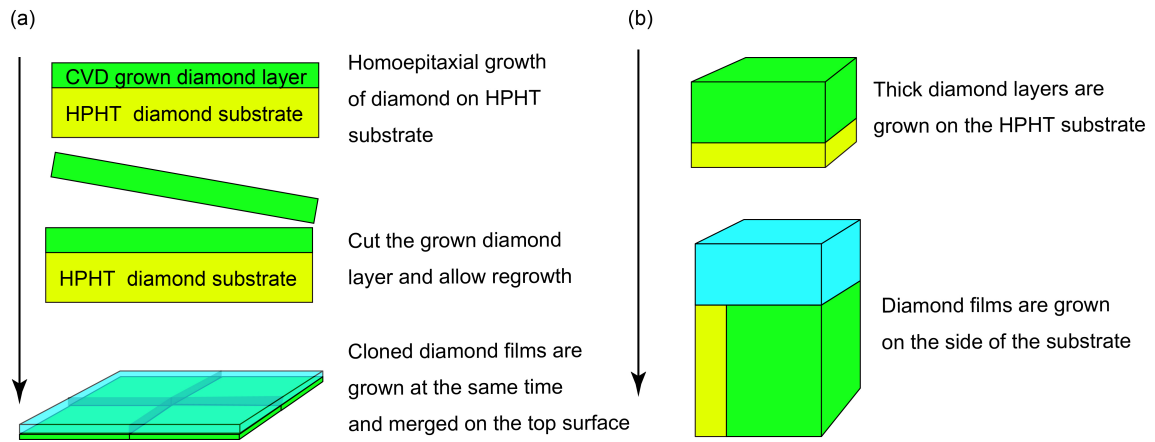 (a)
CVD grown diamond layer
HPHT diamond substrate
Homoepitaxial growth
of diamond on HPHT
substrate
HPHT diamond substrate
Cut the grown diamond
layer and allow regrowth
Cloned diamond films are
grown at the same time
and merged on the top surface
(b)
Thick diamond layers are
grown on the HPHT substrate
Diamond films are grown
on the side of the substrate